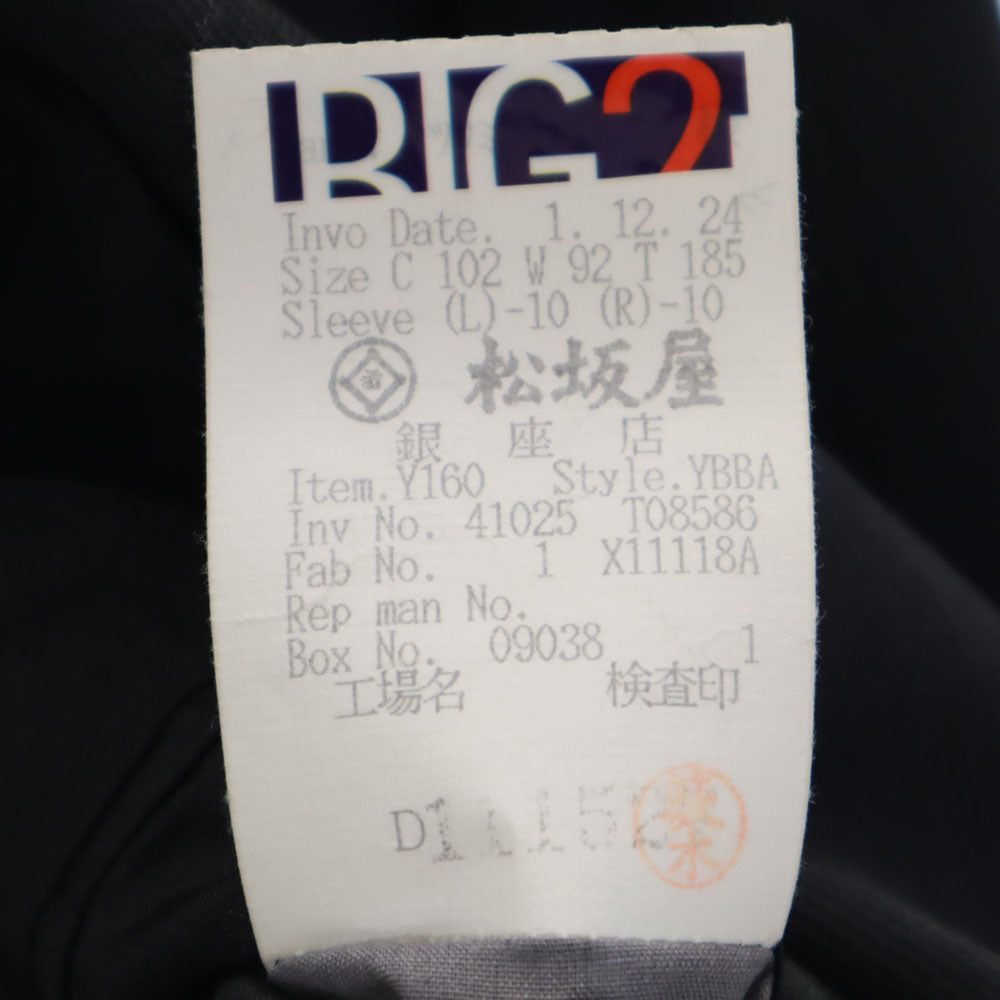 BIG2
Invo Date. 1. 12. 24
Size C 102 W 92 T 185
Sleeve (L)-10 (R)-10
松坂屋
銀座店
Item.Y160 Style.YBBA
Inv No. 41025 T08586
Fab No. 1 X11118A
Rep man No.
Box No. 09038 1
工場名 検査印